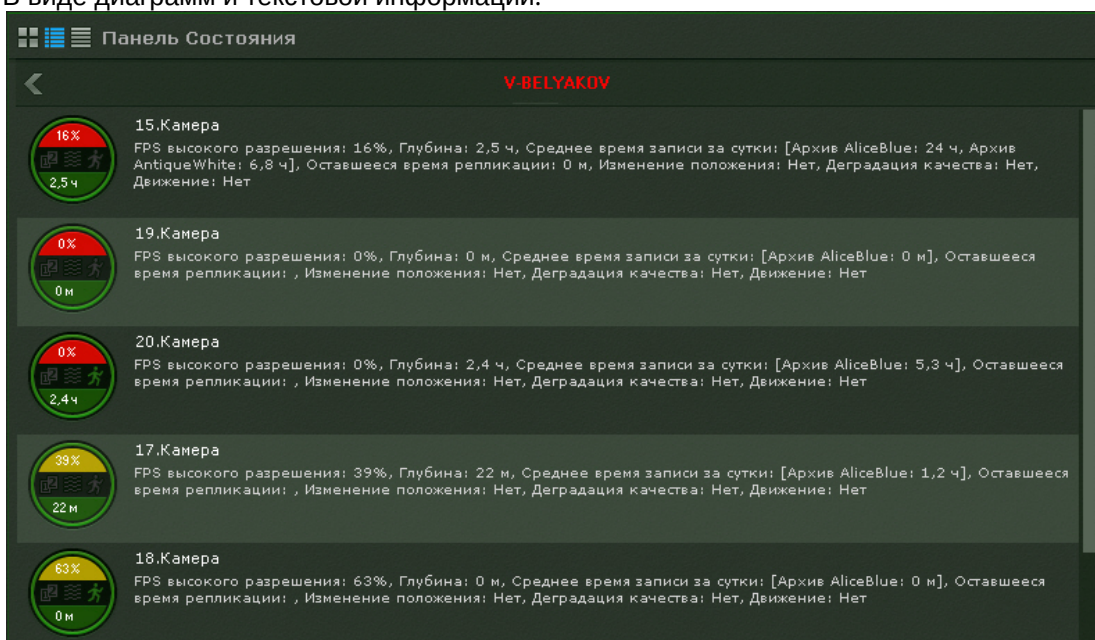 В виде диаграмм и текстовой информации.
Панель Состояния
V-BELYAKOV
16%
2,5 ч
15.Камера
FPS высокого разрешения: 16%, Глубина: 2,5 ч, Среднее время записи за сутки: [Архив AliceBlue: 24 ч, Архив
AntiqueWhite: 6,8 ч], Оставшееся время репликации: 0 м, Изменение положения: Нет, Деградация качества: Нет,
Движение: Нет
0%
0 м
19.Камера
FPS высокого разрешения: 0%, Глубина: 0 м, Среднее время записи за сутки: [Архив AliceBlue: 0 м], Оставшееся
время репликации: , Изменение положения: Нет, Деградация качества: Нет, Движение: Нет
0%
2,4 ч
20.Камера
FPS высокого разрешения: 0%, Глубина: 2,4 ч, Среднее время записи за сутки: [Архив AliceBlue: 5,3 ч], Оставшееся
время репликации: , Изменение положения: Нет, Деградация качества: Нет, Движение: Нет
39%
22 м
17.Камера
FPS высокого разрешения: 39%, Глубина: 22 м, Среднее время записи за сутки: [Архив AliceBlue: 1,2 ч], Оставшееся
время репликации: , Изменение положения: Нет, Деградация качества: Нет, Движение: Нет
63%
0 м
18.Камера
FPS высокого разрешения: 63%, Глубина: 0 м, Среднее время записи за сутки: [Архив AliceBlue: 0 м], Оставшееся
время репликации: , Изменение положения: Нет, Деградация качества: Нет, Движение: Нет